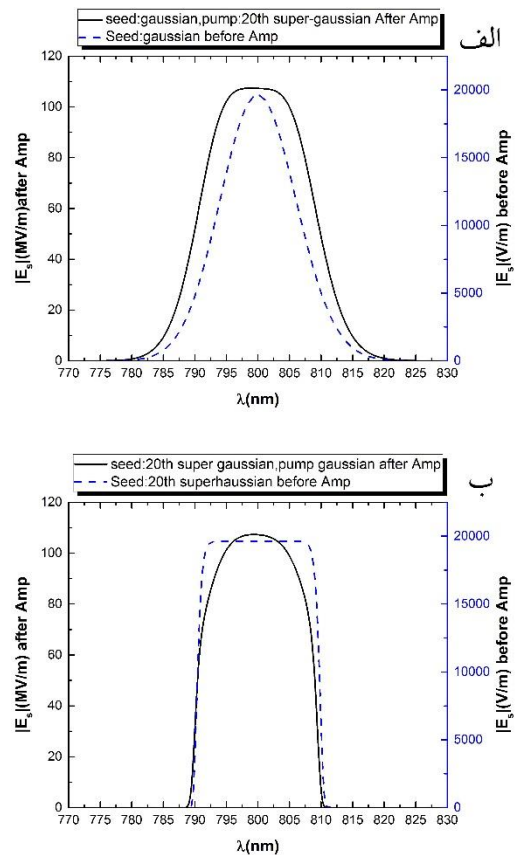 seed:gaussian,pump:20th super-gaussian After Amp
Seed:gaussian before Amp
الف
120
100
80
60
40
20
0
|E_s|(MV/m)after Amp
20000
15000
10000
5000
0
|E_s|(V/m) before Amp
770 775 780 785 790 795 800 805 810 815 820 825 830
λ(nm)
seed:20th super gaussian,pump gaussian after Amp
Seed:20th superhaussian before Amp
ب
120
100
80
60
40
20
0
|E_s|(MV/m) after Amp
20000
15000
10000
5000
0
|E_s|(V/m) before Amp
770 775 780 785 790 795 800 805 810 815 820 825 830
λ(nm)